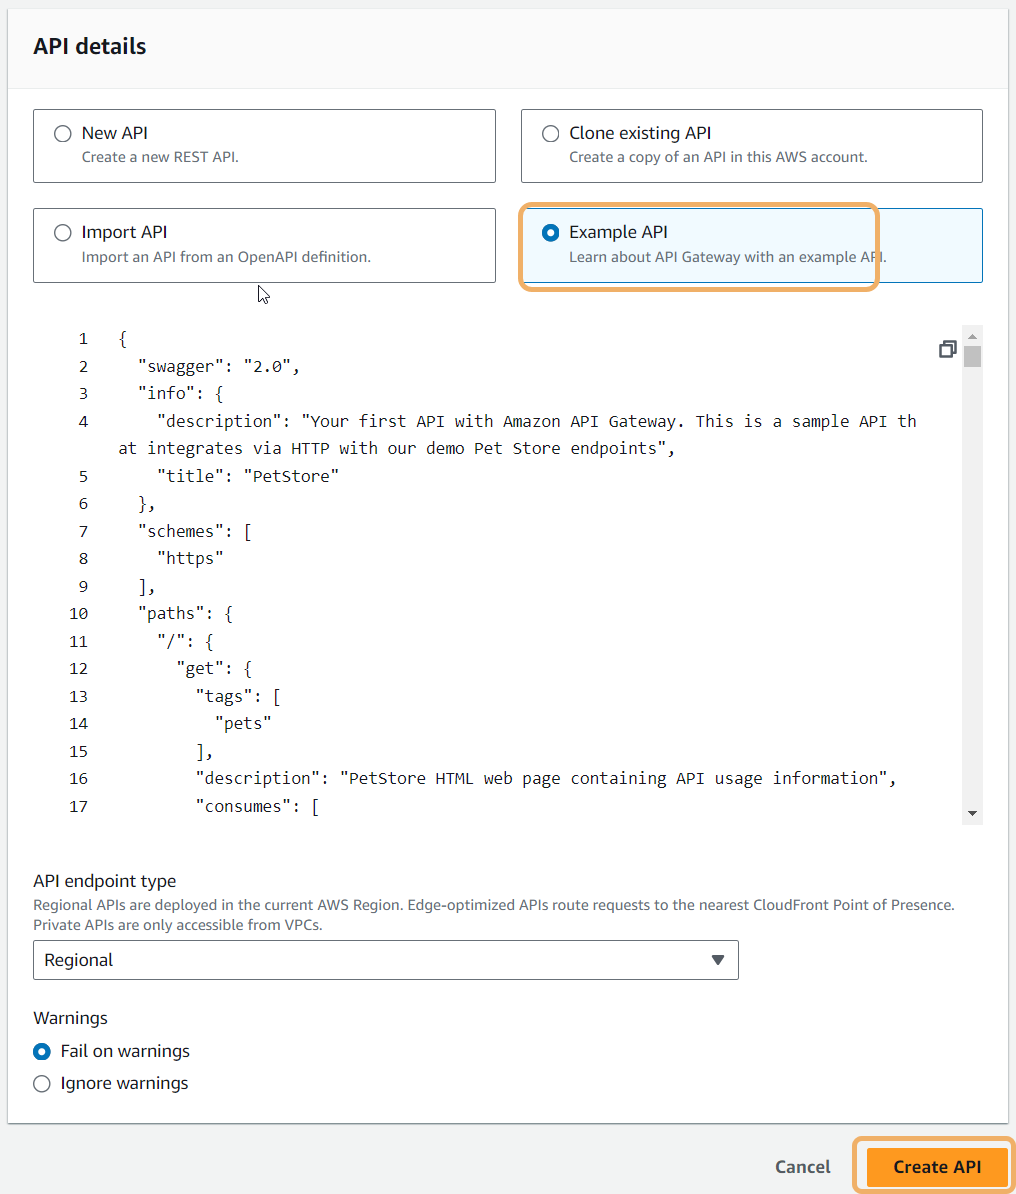 API details
New API
Create a new REST API.
Clone existing API
Create a copy of an API in this AWS account.
Import API
Import an API from an OpenAPI definition.
Example API
Learn about API Gateway with an example API.
1 {
2 "swagger": "2.0",
3 "info": {
4 "description": "Your first API with Amazon API Gateway. This is a sample API th
at integrates via HTTP with our demo Pet Store endpoints",
5 "title": "PetStore"
6 },
7 "schemes": [
8 "https"
9 ],
10 "paths": {
11 "/": {
12 "get": {
13 "tags": [
14 "pets"
15 ],
16 "description": "PetStore HTML web page containing API usage information",
17 "consumes": [
API endpoint type
Regional APIs are deployed in the current AWS Region. Edge-optimized APIs route requests to the nearest CloudFront Point of Presence.
Private APIs are only accessible from VPCs.
Regional
Warnings
Fail on warnings
Ignore warnings
Cancel
Create API